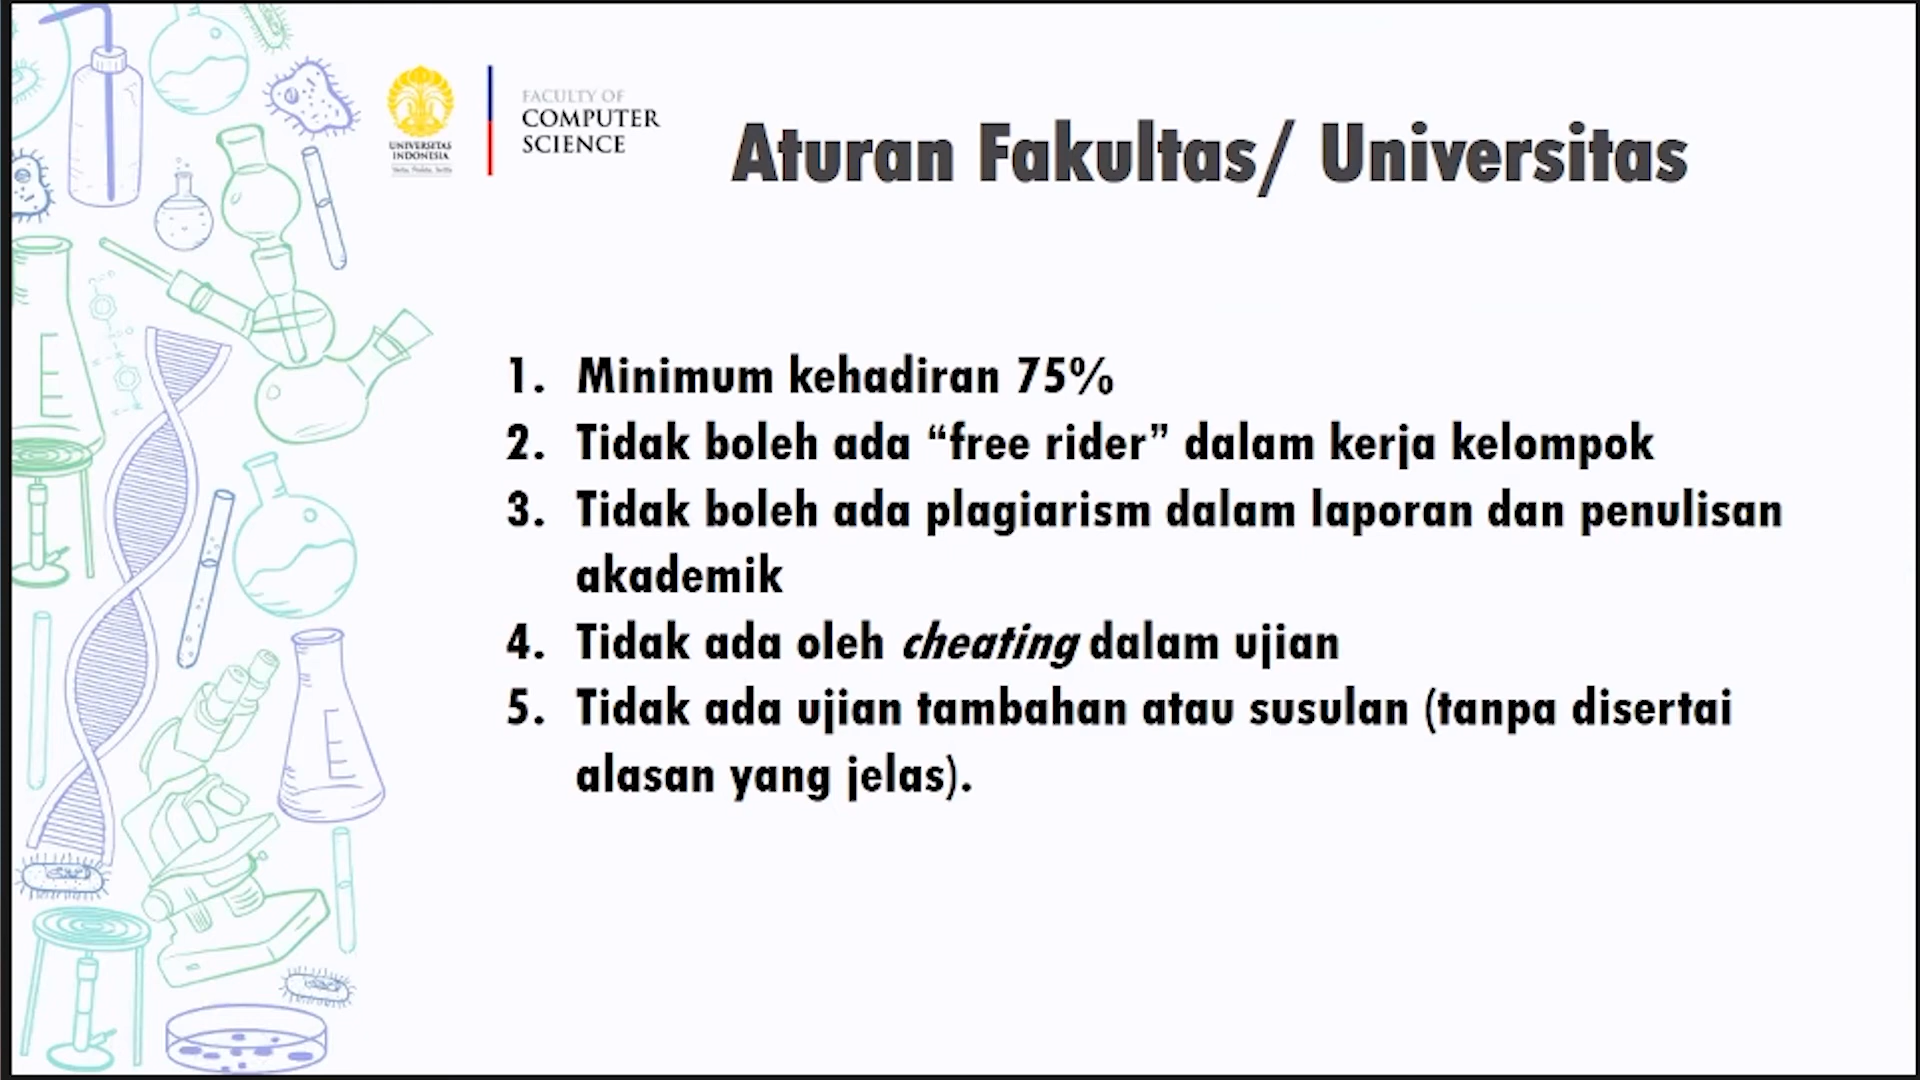 FACULTY OF
COMPUTER
SCIENCE
UNIVERSITAS
INDONESIA
Aturan Fakultas/ Universitas
1. Minimum kehadiran 75%
2. Tidak boleh ada “free rider” dalam kerja kelompok
3. Tidak boleh ada plagiarism dalam laporan dan penulisan
akademik
4. Tidak ada oleh cheating dalam ujian
5. Tidak ada ujian tambahan atau susulan (tanpa disertai
alasan yang jelas).